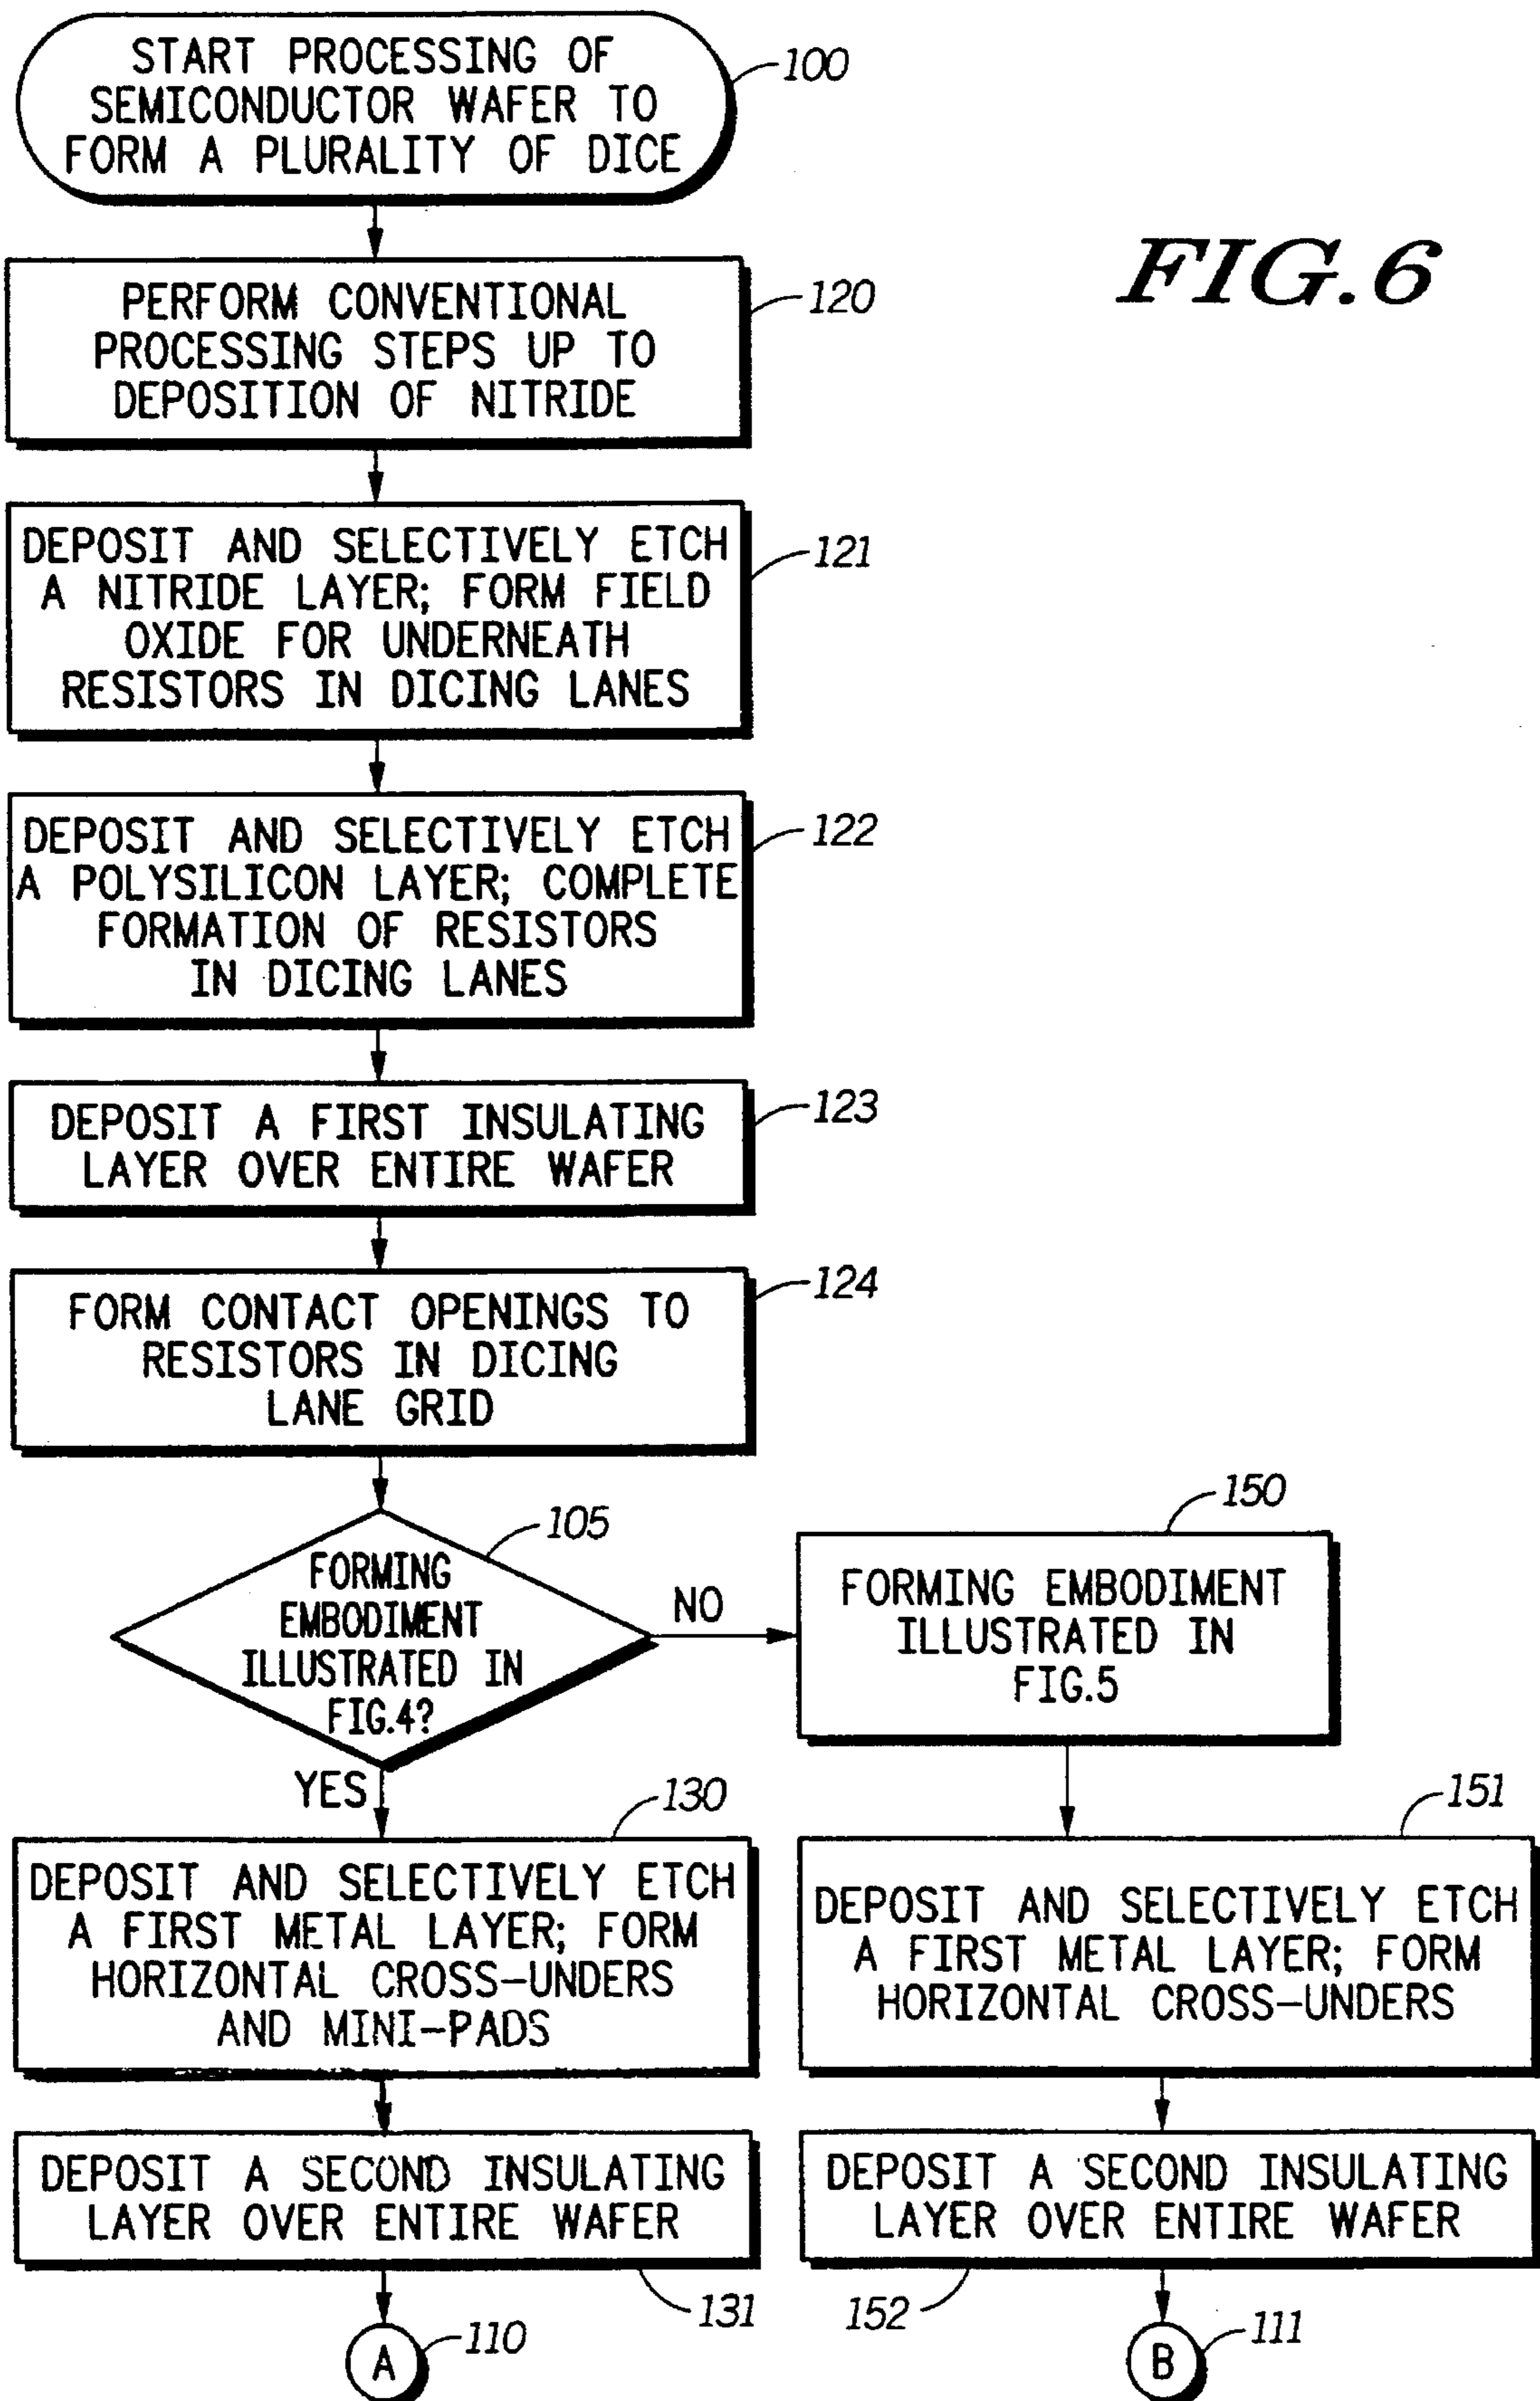 START PROCESSING OF
SEMICONDUCTOR WAFER TO
FORM A PLURALITY OF DICE
100
FIG.6
PERFORM CONVENTIONAL
PROCESSING STEPS UP TO
DEPOSITION OF NITRIDE
120
DEPOSIT AND SELECTIVELY ETCH
A NITRIDE LAYER; FORM FIELD
OXIDE FOR UNDERNEATH
RESISTORS IN DICING LANES
121
DEPOSIT AND SELECTIVELY ETCH
A POLYSILICON LAYER; COMPLETE
FORMATION OF RESISTORS
IN DICING LANES
122
DEPOSIT A FIRST INSULATING
LAYER OVER ENTIRE WAFER
123
FORM CONTACT OPENINGS TO
RESISTORS IN DICING
LANE GRID
124
105
FORMING
EMBODIMENT
ILLUSTRATED IN
FIG.4?
NO
150
FORMING EMBODIMENT
ILLUSTRATED IN
FIG.5
YES
130
DEPOSIT AND SELECTIVELY ETCH
A FIRST METAL LAYER; FORM
HORIZONTAL CROSS-UNDERS
AND MINI-PADS
151
DEPOSIT AND SELECTIVELY ETCH
A FIRST METAL LAYER; FORM
HORIZONTAL CROSS-UNDERS
DEPOSIT A SECOND INSULATING
LAYER OVER ENTIRE WAFER
131
DEPOSIT A SECOND INSULATING
LAYER OVER ENTIRE WAFER
152
A
110
B
111